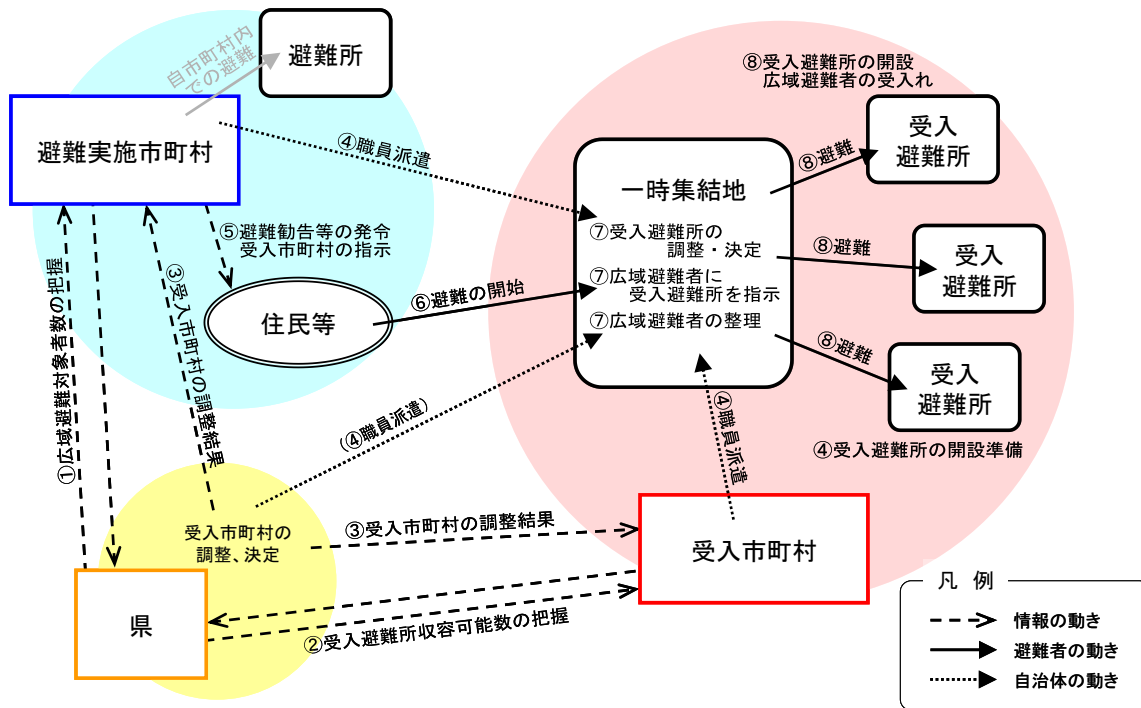 自市町村内
での避難
避難所
避難実施市町村
④職員派遣
⑤避難勧告等の発令
受入市町村の指示
住民等
⑥避難の開始
①広域避難対象者数の把握
③受入市町村の調整結果
(④職員派遣)
受入市町村の
調整、決定
県
③受入市町村の調整結果
②受入避難所収容可能数の把握
⑧受入避難所の開設
広域避難者の受入れ
一時集結地
⑦受入避難所の
調整・決定
⑦広域避難者に
受入避難所を指示
⑦広域避難者の整理
⑧避難
受入
避難所
⑧避難
受入
避難所
⑧避難
受入
避難所
④受入避難所の開設準備
④職員派遣
受入市町村
凡 例
情報の動き
避難者の動き
自治体の動き